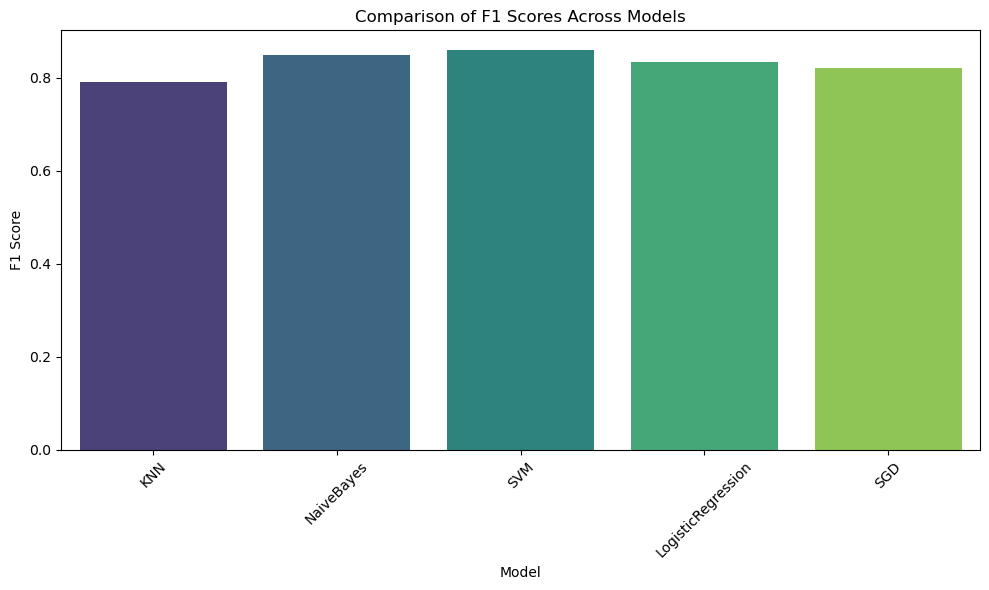 Comparison of F1 Scores Across Models
F1 Score
0.8
0.6
0.4
0.2
0.0
KNN
NaiveBayes
SVM
LogisticRegression
SGD
Model